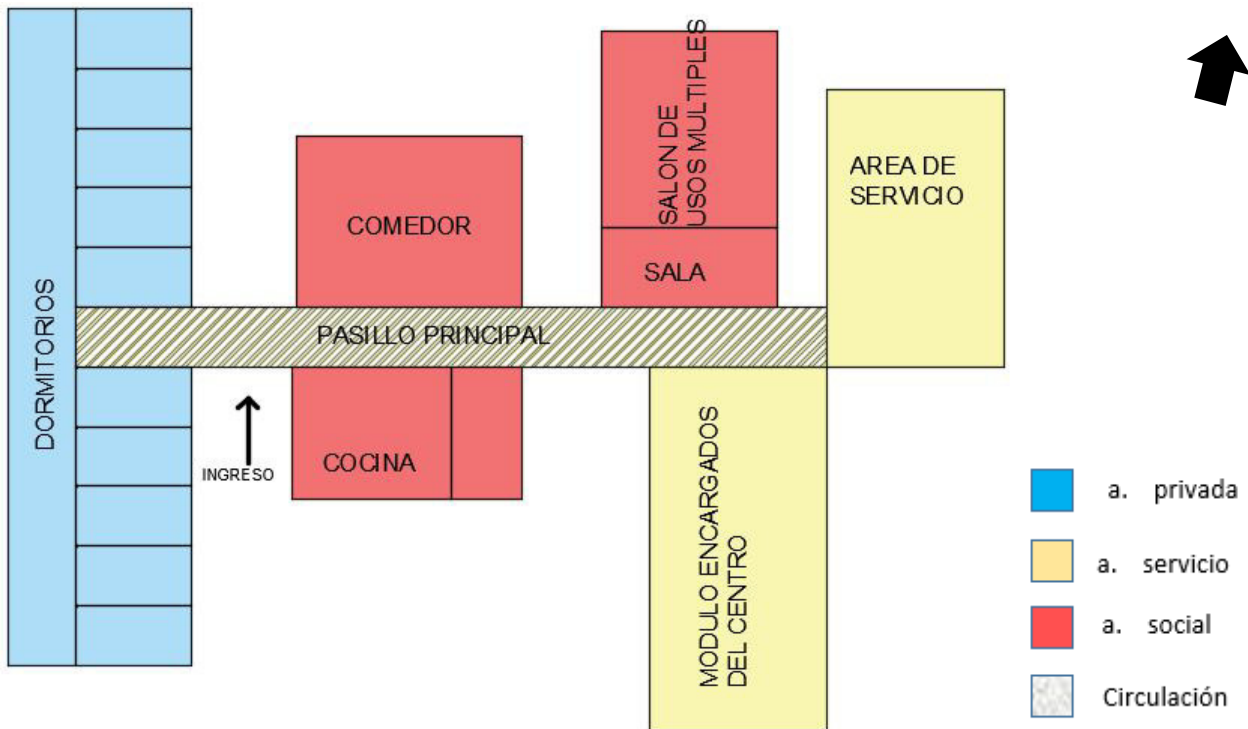 DORMITORIOS
COMEDOR
SALON DE
USOS MULTIPLES
SALA
AREA DE
SERVICIO
PASILLO PRINCIPAL
INGRESO
COCINA
MODULO ENCARGADOS
DEL CENTRO
a. privada
a. servicio
a. social
Circulación